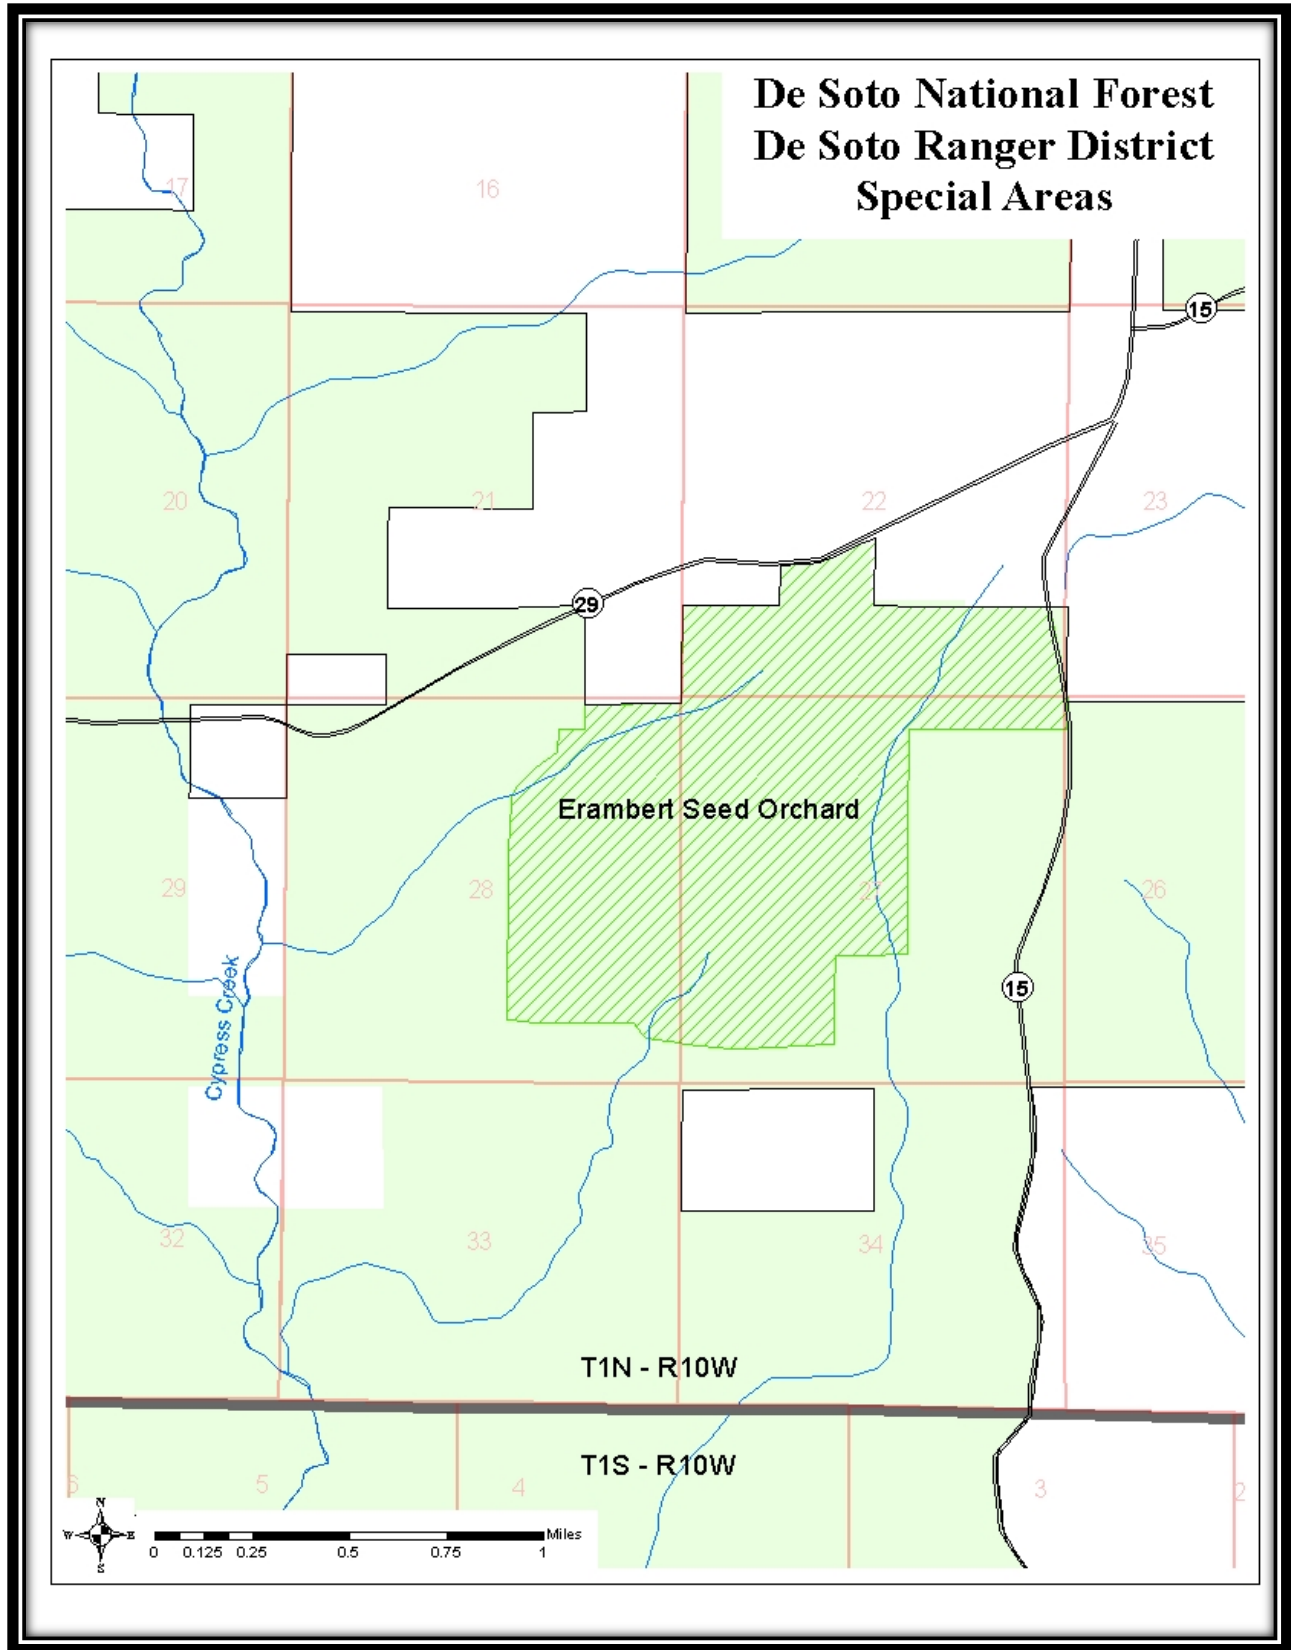 De Soto National Forest
De Soto Ranger District
Special Areas
17
16
15
20
21
22
23
29
Erambert Seed Orchard
29
28
27
26
15
Cypress Creek
32
33
34
35
T1N - R10W
T1S - R10W
6
5
4
3
2
N
W
E
S
Miles
0 0.125 0.25 0.5 0.75 1